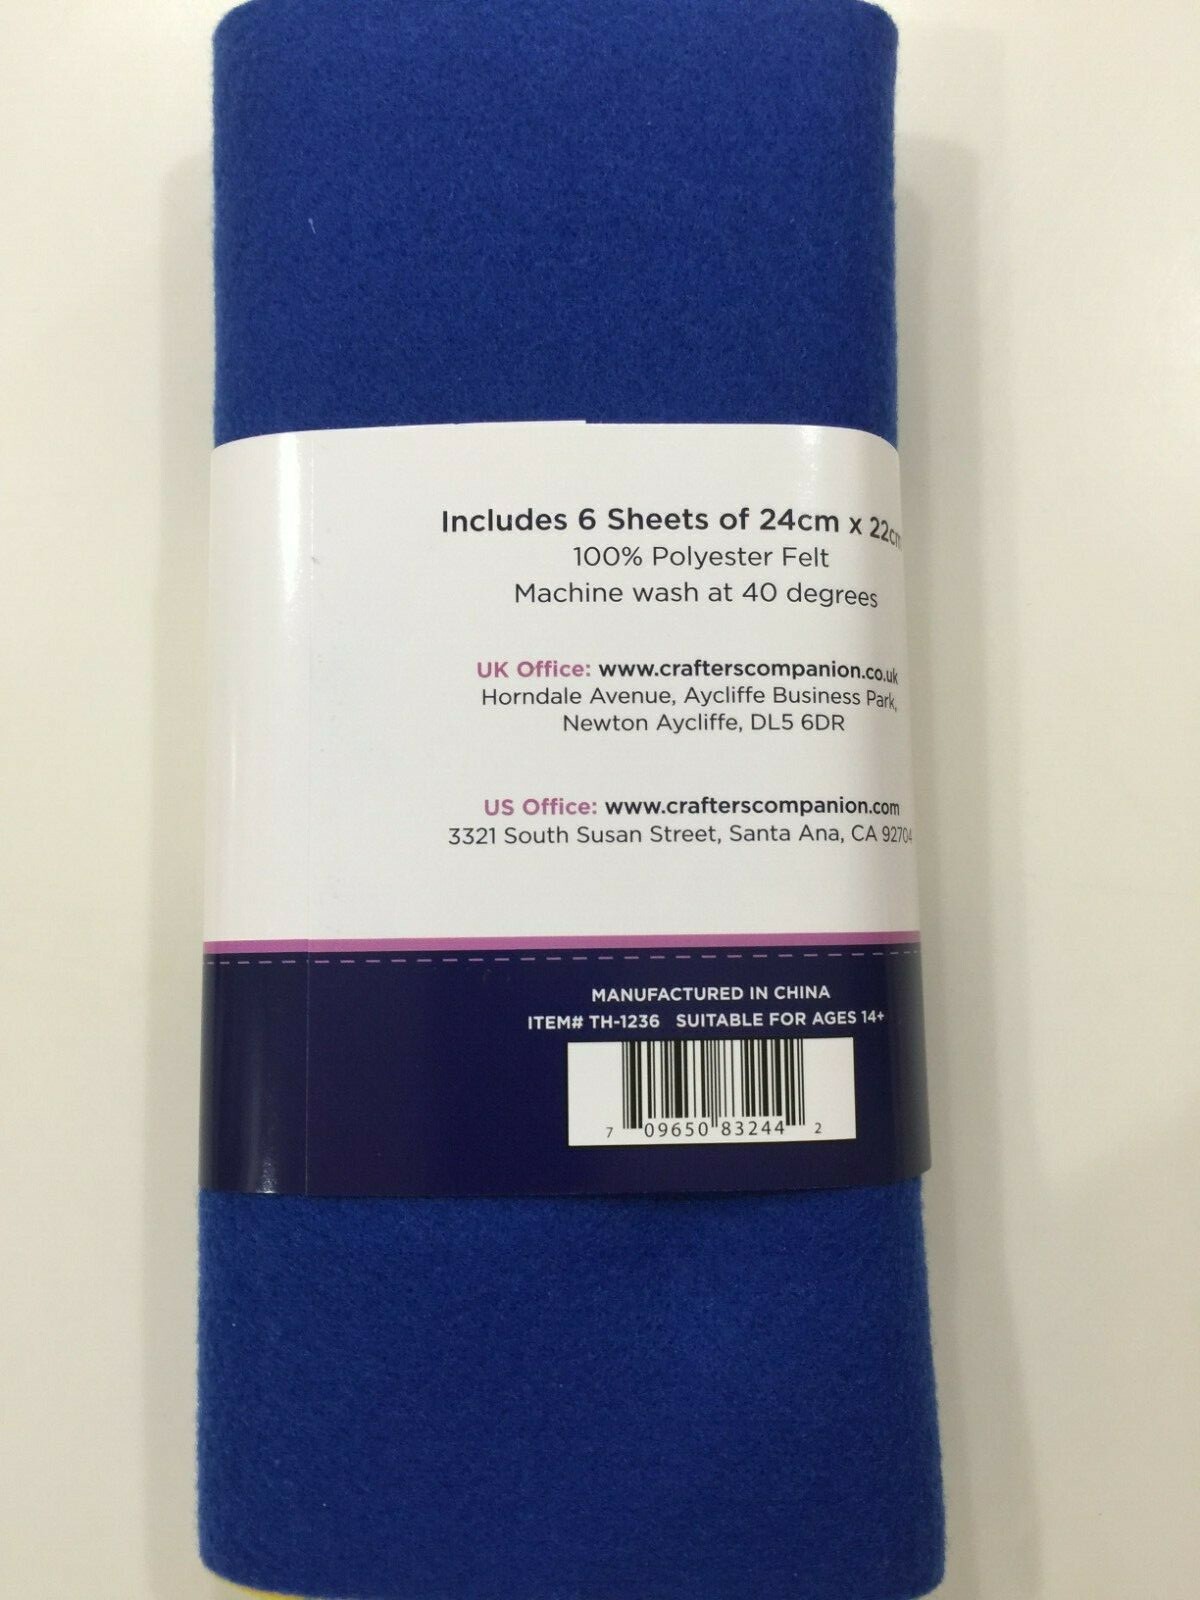 Includes 6 Sheets of 24cm x 22cm
100% Polyester Felt
Machine wash at 40 degrees
UK Office: www.crafterscompanion.co.uk
Horndale Avenue, Aycliffe Business Park,
Newton Aycliffe, DL5 6DR
US Office: www.crafterscompanion.com
3321 South Susan Street, Santa Ana, CA 92704
MANUFACTURED IN CHINA
ITEM# TH-1236 SUITABLE FOR AGES 14+
7 09650 83244 2